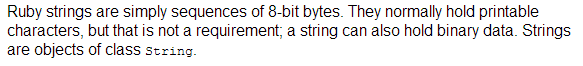 Ruby strings are simply sequences of 8-bit bytes. They normally hold printable
characters, but that is not a requirement; a string can also hold binary data. Strings
are objects of class String.